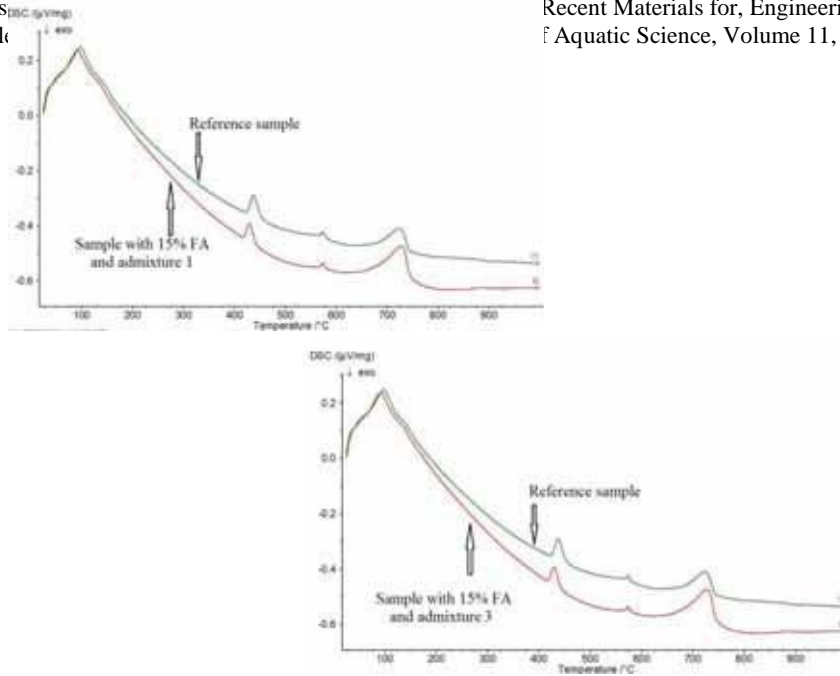 Recent Materials for, Engineeri
f Aquatic Science, Volume 11,
DSC /(µV/mg)
↓ exo
0.2
0.0
-0.2
-0.4
-0.6
Reference sample
Sample with 15% FA
and admixture 1
100 200 300 400 500 600 700 800 900
Temperature /°C
DSC /(µV/mg)
↓ exo
0.2
0.0
-0.2
-0.4
-0.6
Reference sample
Sample with 15% FA
and admixture 3
100 200 300 400 500 600 700 800 900
Temperature /°C